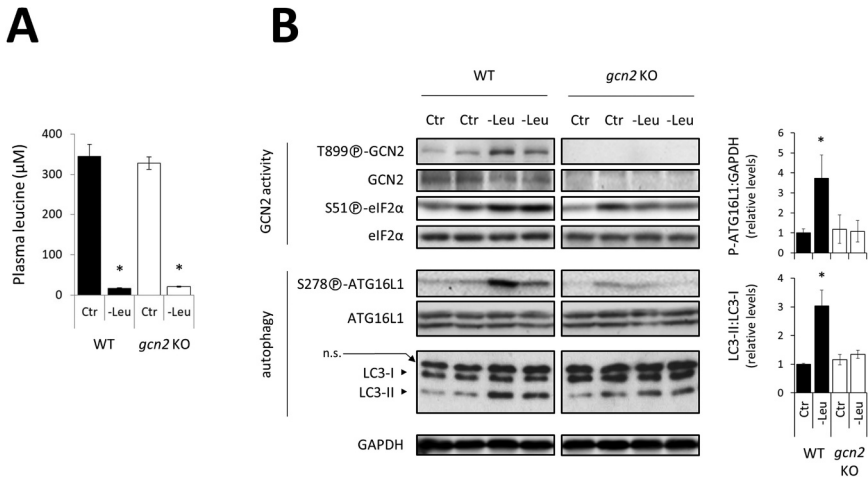 A
B
WT
gcn2 KO
Ctr
Ctr
-Leu
-Leu
Ctr
Ctr
-Leu
-Leu
GCN2 activity
T899Ⓟ-GCN2
GCN2
S51Ⓟ-eIF2α
eIF2α
autophagy
S278Ⓟ-ATG16L1
ATG16L1
n.s.
LC3-I
LC3-II
GAPDH
Plasma leucine (µM)
400
300
200
100
0
*
*
Ctr
-Leu
Ctr
-Leu
WT
gcn2 KO
P-ATG16L1:GAPDH
(relative levels)
6
5
4
3
2
1
0
*
LC3-II:LC3-I
(relative levels)
4
3
2
1
0
*
Ctr
-Leu
Ctr
-Leu
WT
gcn2
KO